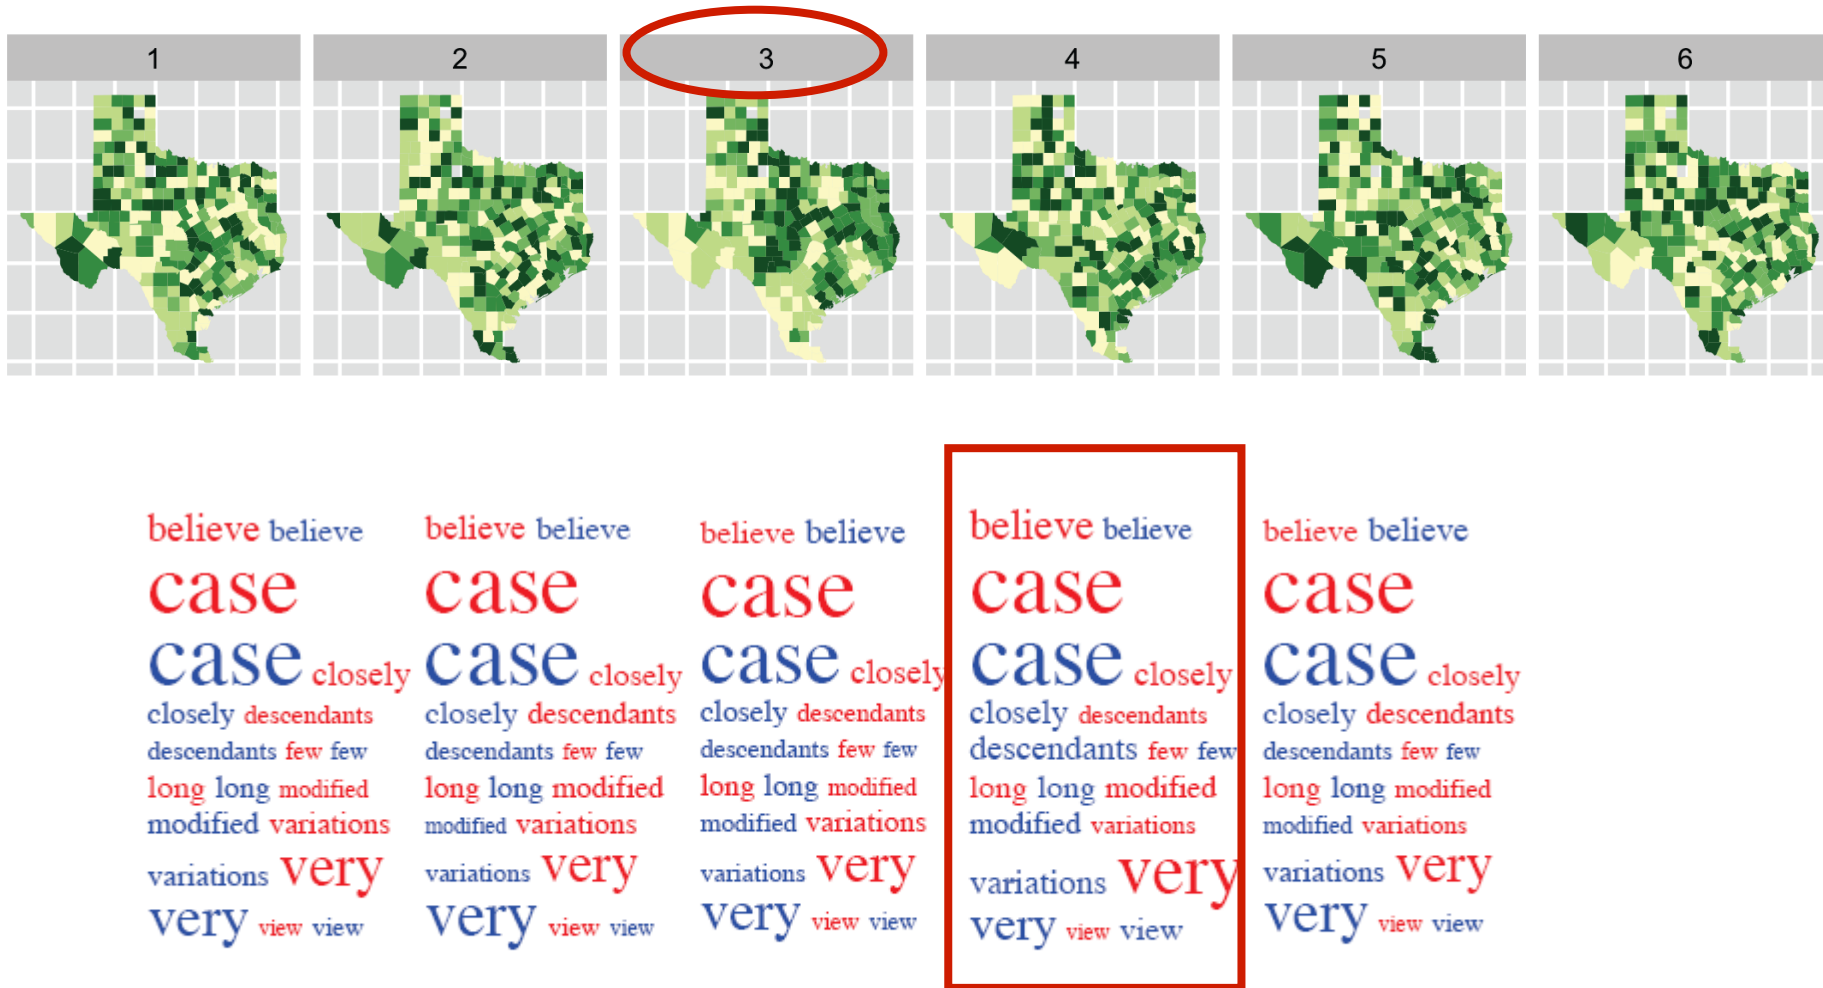 1 2 3 4 5 6
believe believe
case
case closely
closely descendants
descendants few few
long long modified
modified variations
variations very
very view view
believe believe
case
case closely
closely descendants
descendants few few
long long modified
modified variations
variations very
very view view
believe believe
case
case closely
closely descendants
descendants few few
long long modified
modified variations
variations very
very view view
believe believe
case
case closely
closely descendants
descendants few few
long long modified
modified variations
variations very
very view view
believe believe
case
case closely
closely descendants
descendants few few
long long modified
modified variations
variations very
very view view